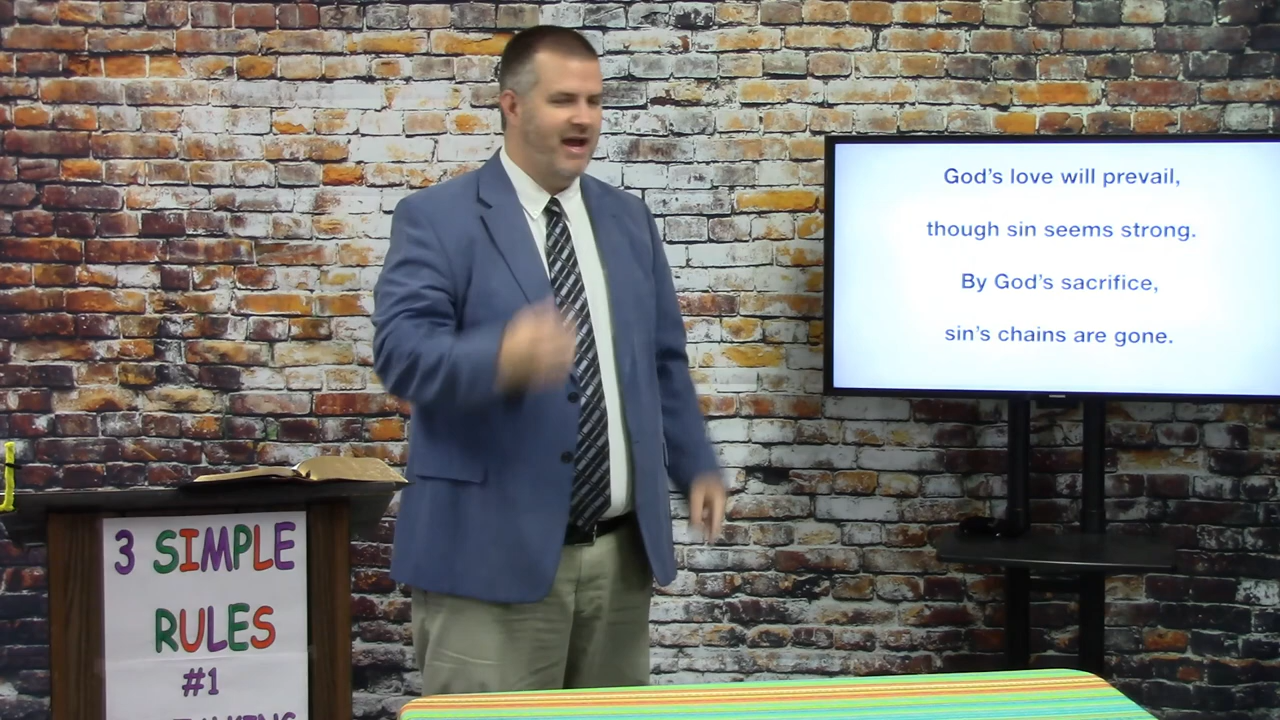 God's love will prevail,
though sin seems strong.
By God's sacrifice,
sin's chains are gone.
3 SIMPLE
RULES
#1